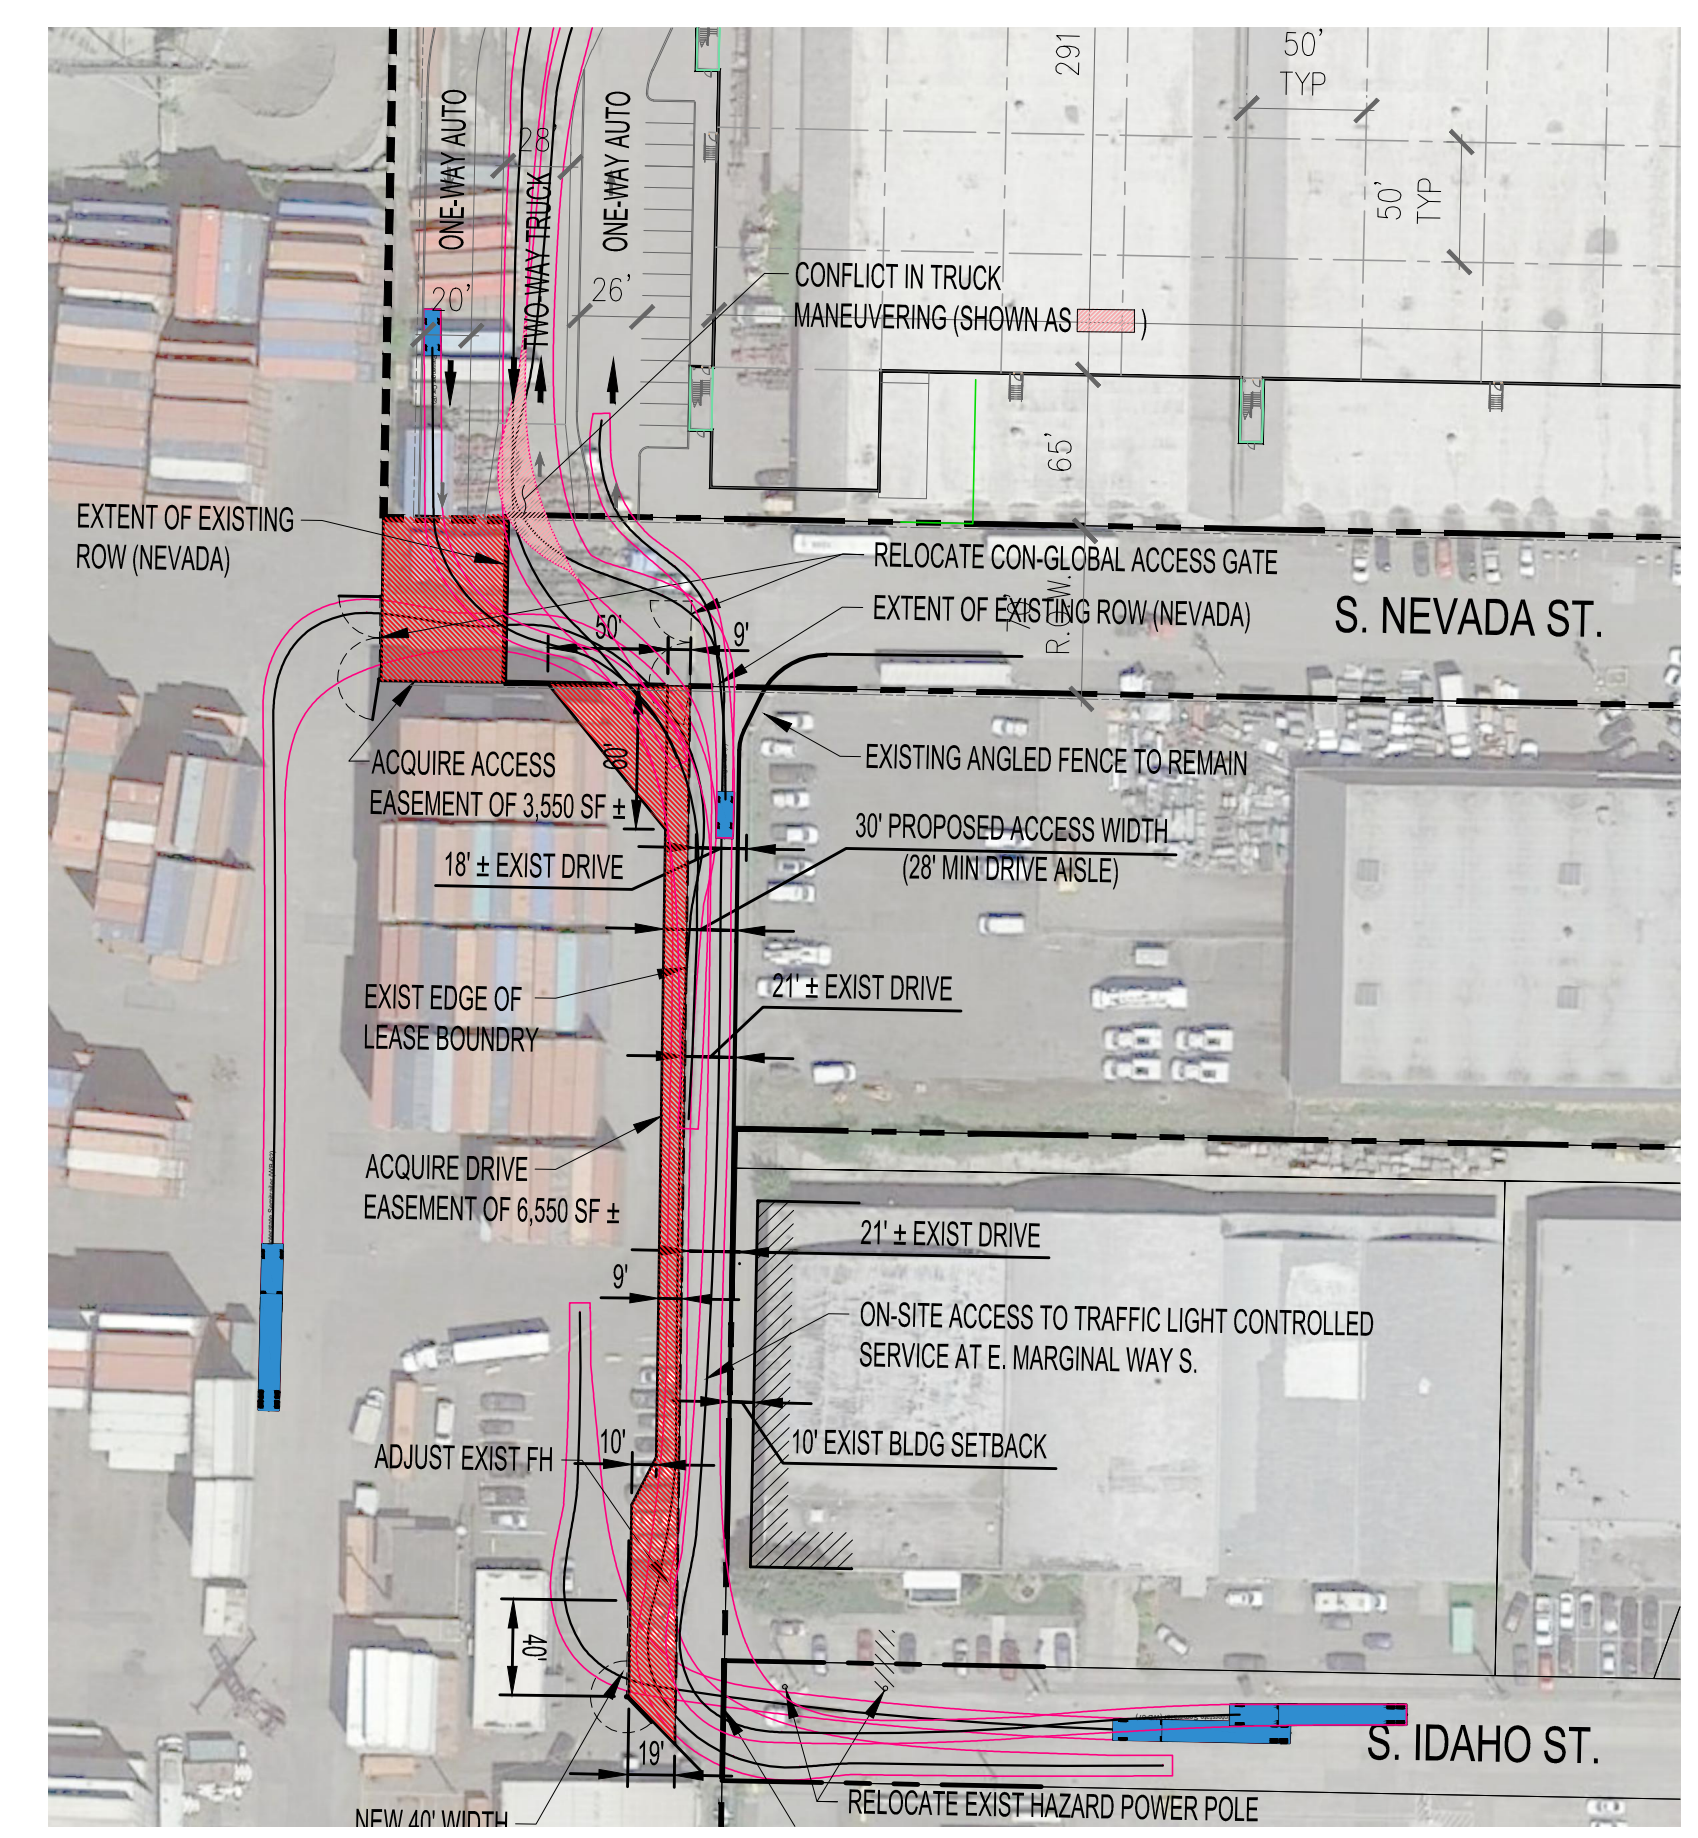 291
50'
TYP
50'
TYP
ONE-WAY AUTO
28'
TWO-WAY TRUCK
ONE-WAY AUTO
20'
26'
CONFLICT IN TRUCK
MANEUVERING (SHOWN AS )
65'
EXTENT OF EXISTING
ROW (NEVADA)
RELOCATE CON-GLOBAL ACCESS GATE
EXTENT OF EXISTING ROW (NEVADA)
R.O.W.
S. NEVADA ST.
50'
9'
60'
ACQUIRE ACCESS
EASEMENT OF 3,550 SF ±
EXISTING ANGLED FENCE TO REMAIN
18' ± EXIST DRIVE
30' PROPOSED ACCESS WIDTH
(28' MIN DRIVE AISLE)
EXIST EDGE OF
LEASE BOUNDRY
21' ± EXIST DRIVE
ACQUIRE DRIVE
EASEMENT OF 6,550 SF ±
21' ± EXIST DRIVE
9'
ON-SITE ACCESS TO TRAFFIC LIGHT CONTROLLED
SERVICE AT E. MARGINAL WAY S.
10'
ADJUST EXIST FH
10' EXIST BLDG SETBACK
40'
19'
S. IDAHO ST.
RELOCATE EXIST HAZARD POWER POLE
NEW 40' WIDTH